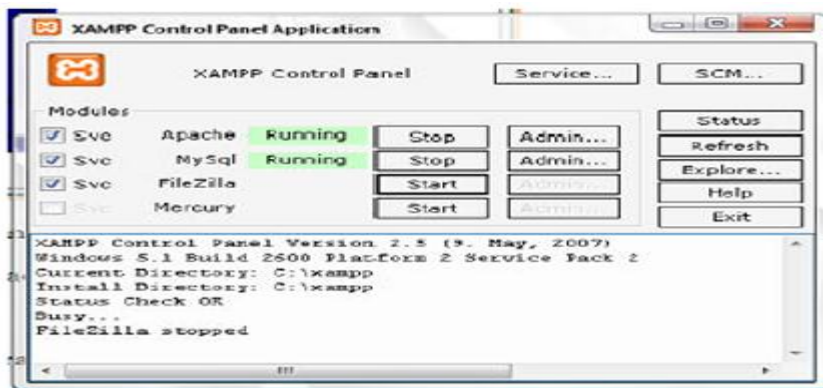 XAMPP Control Panel Application
XAMPP Control Panel
Service...
SCM...
Modules
Svc Apache Running Stop Admin...
Svc MySql Running Stop Admin...
Svc FileZilla Start Admin...
Svc Mercury Start Admin...
Status
Refresh
Explore...
Help
Exit
XAMPP Control Panel Version 2.5 (9. May, 2007)
Windows 5.1 Build 2600 Platform 2 Service Pack 2
Current Directory: C:\xampp
Install Directory: C:\xampp
Status Check OK
Busy...
FileZilla stopped